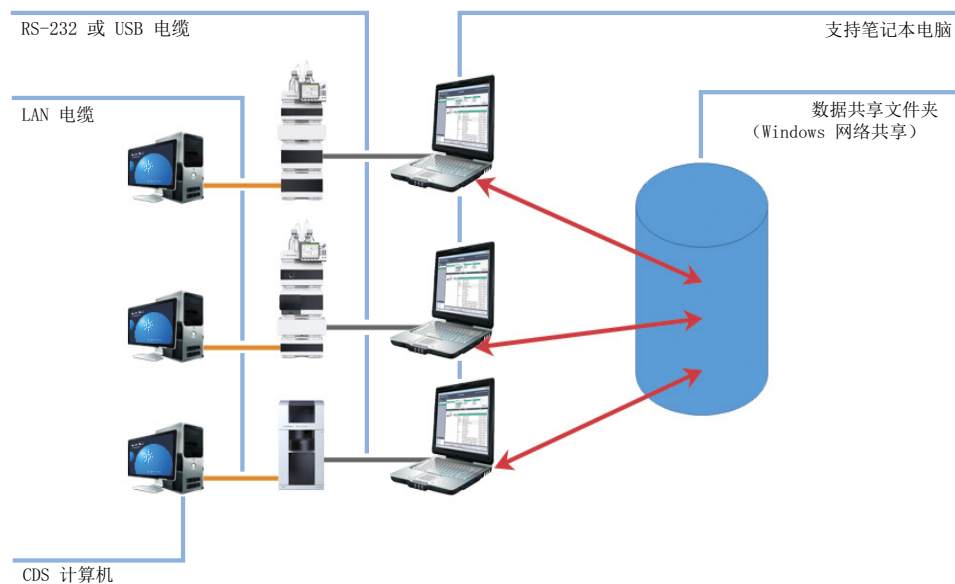 RS-232 或 USB 电缆
支持笔记本电脑
LAN 电缆
数据共享文件夹
（Windows 网络共享）
CDS 计算机